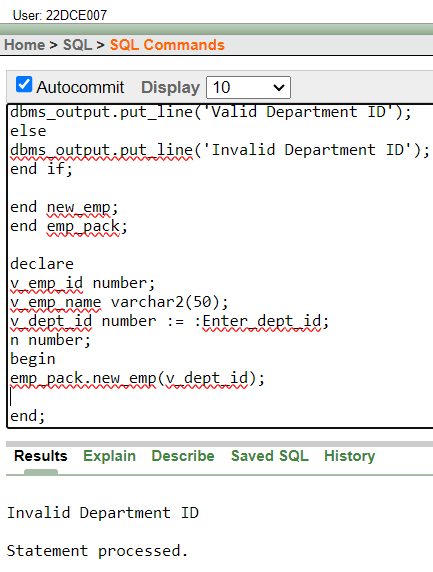 User: 22DCE007
Home > SQL > SQL Commands
Autocommit Display 10
dbms_output.put_line('Valid Department ID');
else
dbms_output.put_line('Invalid Department ID');
end if;
end new_emp;
end emp_pack;
declare
v_emp_id number;
v_emp_name varchar2(50);
v_dept_id number := :Enter_dept_id;
n number;
begin
emp_pack.new_emp(v_dept_id);
end;
Results Explain Describe Saved SQL History
Invalid Department ID
Statement processed.